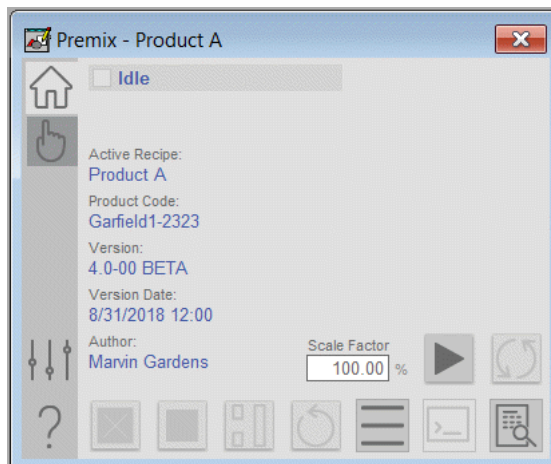 Premix - Product A
Idle
Active Recipe:
Product A
Product Code:
Garfield1-2323
Version:
4.0-00 BETA
Version Date:
8/31/2018 12:00
Author:
Marvin Gardens
Scale Factor
100.00 %